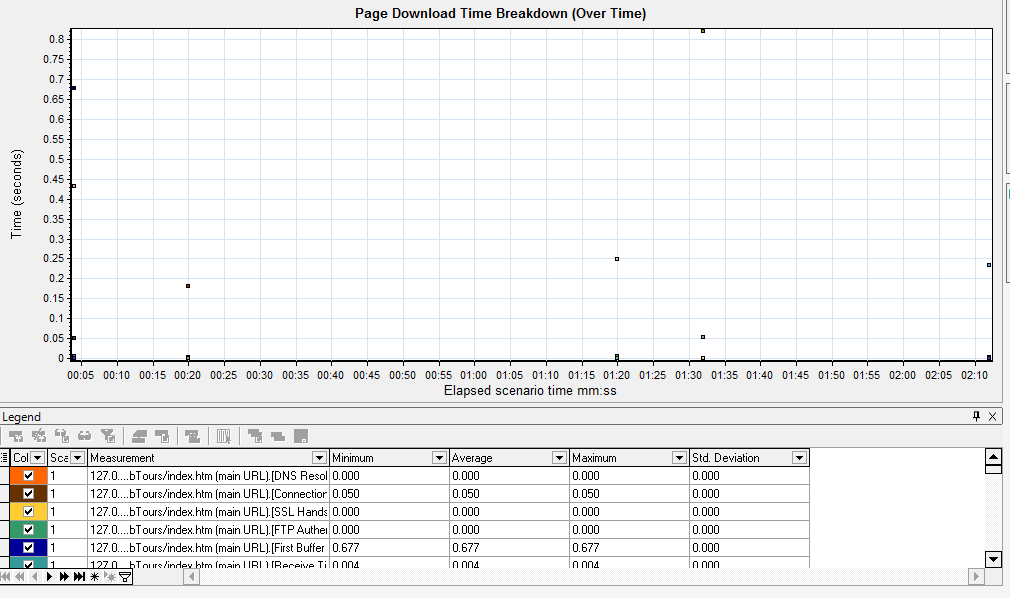 Page Download Time Breakdown (Over Time)
Time (seconds)
0.8
0.75
0.7
0.65
0.6
0.55
0.5
0.45
0.4
0.35
0.3
0.25
0.2
0.15
0.1
0.05
0
00:05 00:10 00:15 00:20 00:25 00:30 00:35 00:40 00:45 00:50 00:55 01:00 01:05 01:10 01:15 01:20 01:25 01:30 01:35 01:40 01:45 01:50 01:55 02:00 02:05 02:10
Elapsed scenario time mm:ss
Legend
Col Sca Measurement Minimum Average Maximum Std. Deviation
1 127.0....bTours/index.htm (main URL).[DNS Resol 0.000 0.000 0.000 0.000
1 127.0....bTours/index.htm (main URL).[Connection 0.050 0.050 0.050 0.000
1 127.0....bTours/index.htm (main URL).[SSL Hands 0.000 0.000 0.000 0.000
1 127.0....bTours/index.htm (main URL).[FTP Auther 0.000 0.000 0.000 0.000
1 127.0....bTours/index.htm (main URL).[First Buffer 0.677 0.677 0.677 0.000
1 127.0....bTours/index.htm (main URL).[Receive Ti 0.004 0.004 0.004 0.000